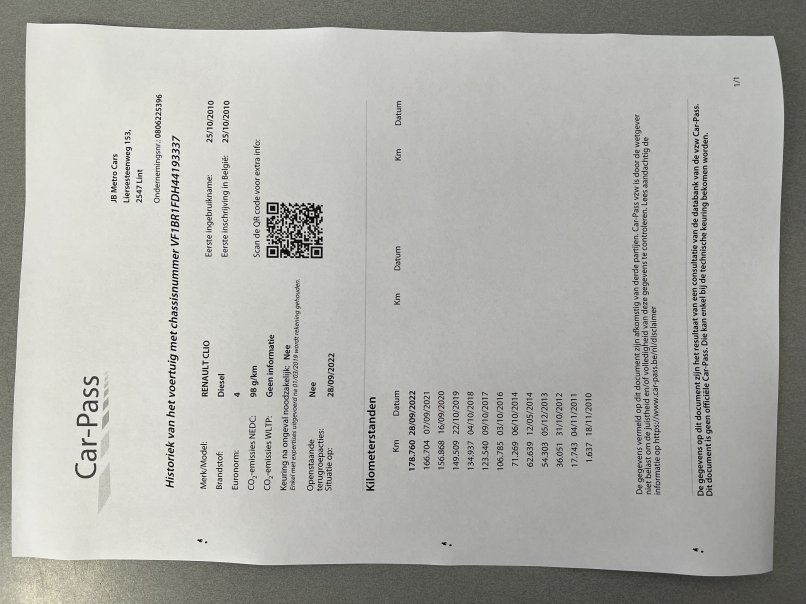 Car-Pass
JB Metro Cars
Liersesteenweg 153,
2547 Lint
Ondernemingsnr.: 0806225396
Historiek van het voertuig met chassisnummer VF1BR1FDH44193337
Merk/Model: RENAULT CLIO
Brandstof: Diesel
Euronorm: 4
CO2-emissies NEDC: 98 g/km
CO2-emissies WLTP: Geen informatie
Keuring na ongeval noodzakelijk: Nee
Enkel met expertises uitgevoerd na 01/03/2019 wordt rekening gehouden.
Openstaande
terugroepacties: Nee
Situatie op: 28/09/2022
Eerste ingebruikname: 25/10/2010
Eerste inschrijving in België: 25/10/2010
Scan de QR code voor extra info:
Kilometerstanden
Km Datum Km Datum Km Datum
178.760 28/09/2022
166.704 07/09/2021
156.868 16/09/2020
149.509 22/10/2019
134.937 04/10/2018
123.540 09/10/2017
106.785 03/10/2016
71.269 06/10/2014
62.639 12/05/2014
54.303 05/12/2013
36.051 31/10/2012
17.743 04/11/2011
1.637 18/11/2010
De gegevens vermeld op dit document zijn afkomstig van derde partijen. Car-Pass vzw is door de wetgever
niet belast om de juistheid en/of volledigheid van deze gegevens te controleren. Lees aandachtig de
informatie op https://www.car-pass.be/nl/disclaimer
De gegevens op dit document zijn het resultaat van een consultatie van de databank van de vzw Car-Pass.
Dit document is geen officiële Car-Pass. Die kan enkel bij de technische keuring bekomen worden.
1/1